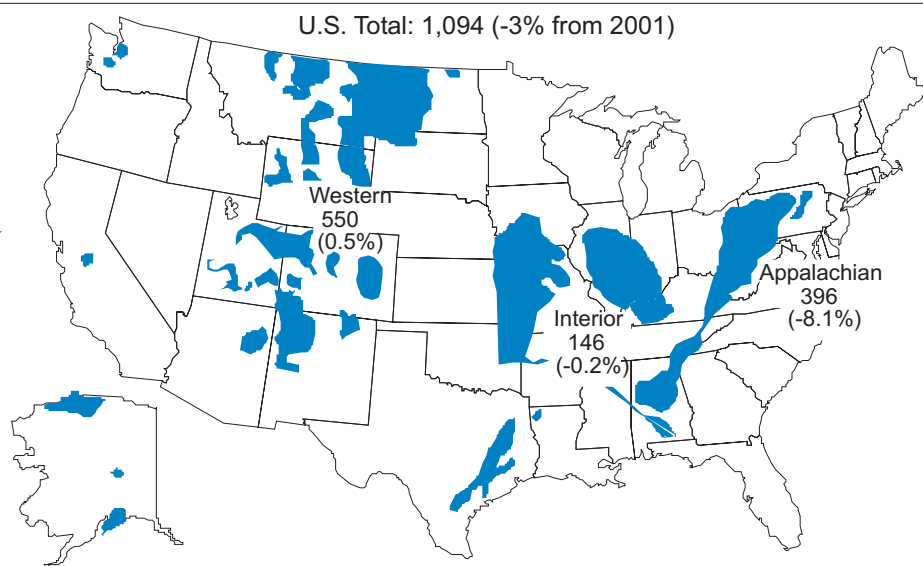 U.S. Total: 1,094 (-3% from 2001)
Western
550
(0.5%)
Appalachian
396
(-8.1%)
Interior
146
(-0.2%)